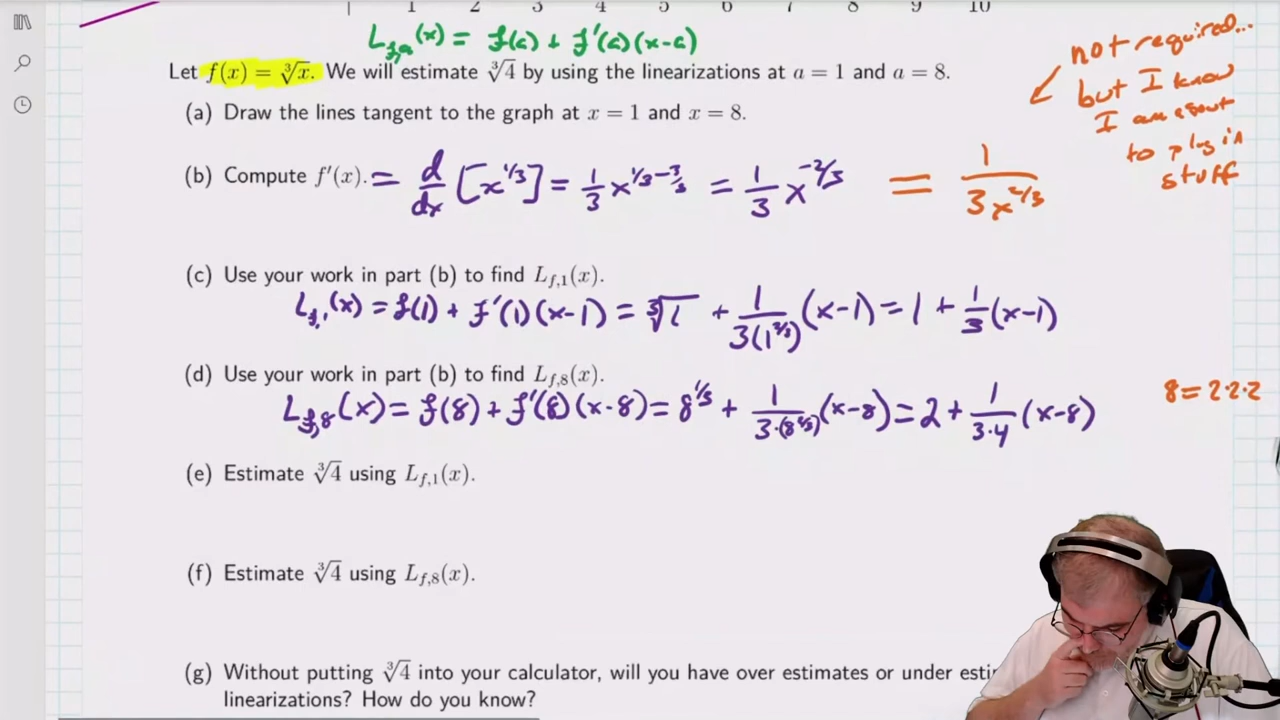 1 2 3 4 5 6 7 8 9 10
L_{f,a}(x) = f(a) + f'(a)(x-a)
Let f(x) = ∛x. We will estimate ∛4 by using the linearizations at a = 1 and a = 8.
not required...
but I know
I am about
to plug in
stuff
(a) Draw the lines tangent to the graph at x = 1 and x = 8.
(b) Compute f′(x). = d/dx [x^{1/3}] = 1/3 x^{1/3-3/3} = 1/3 x^{-2/3} = 1/(3x^{2/3})
(c) Use your work in part (b) to find L_{f,1}(x).
L_{f,1}(x) = f(1) + f'(1)(x-1) = ∛1 + 1/(3(1^{2/3}))(x-1) = 1 + 1/3(x-1)
(d) Use your work in part (b) to find L_{f,8}(x).
L_{f,8}(x) = f(8) + f'(8)(x-8) = 8^{1/3} + 1/(3·(8^{2/3}))(x-8) = 2 + 1/(3·4)(x-8)
8 = 2·2·2
(e) Estimate ∛4 using L_{f,1}(x).
(f) Estimate ∛4 using L_{f,8}(x).
(g) Without putting ∛4 into your calculator, will you have over estimates or under esti
linearizations? How do you know?